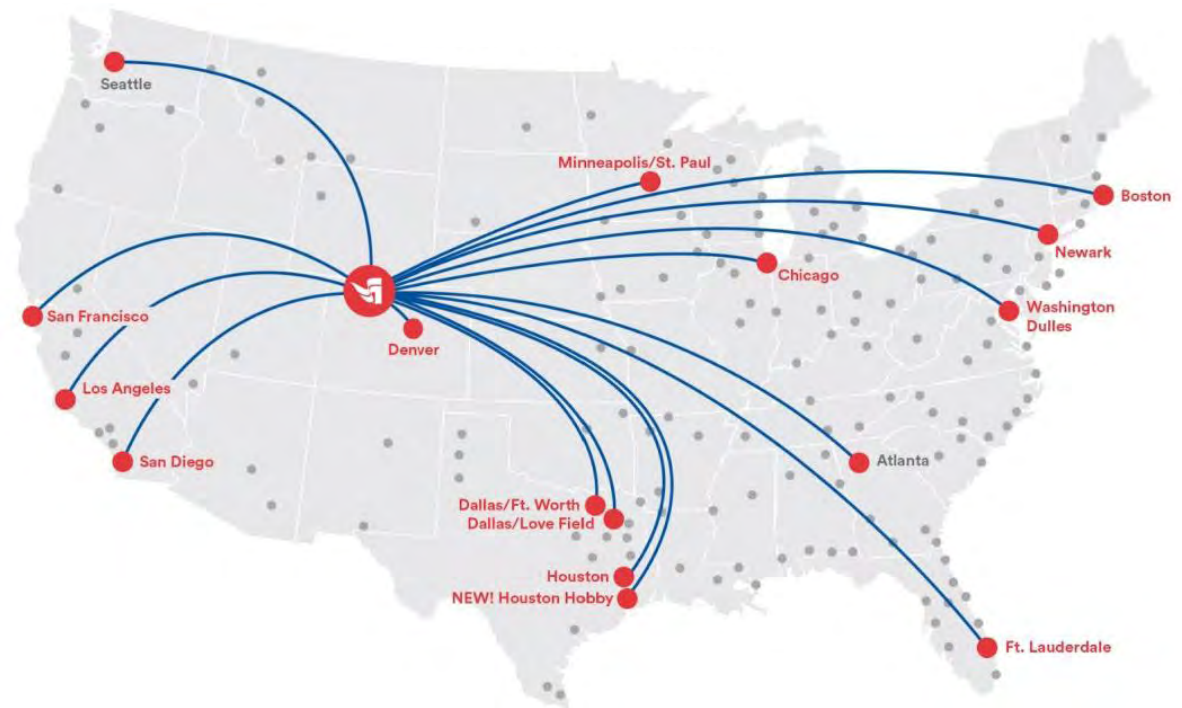 Seattle
Minneapolis/St. Paul
Boston
Newark
Chicago
San Francisco
Washington
Dulles
Denver
Los Angeles
San Diego
Atlanta
Dallas/Ft. Worth
Dallas/Love Field
Houston
NEW! Houston Hobby
Ft. Lauderdale